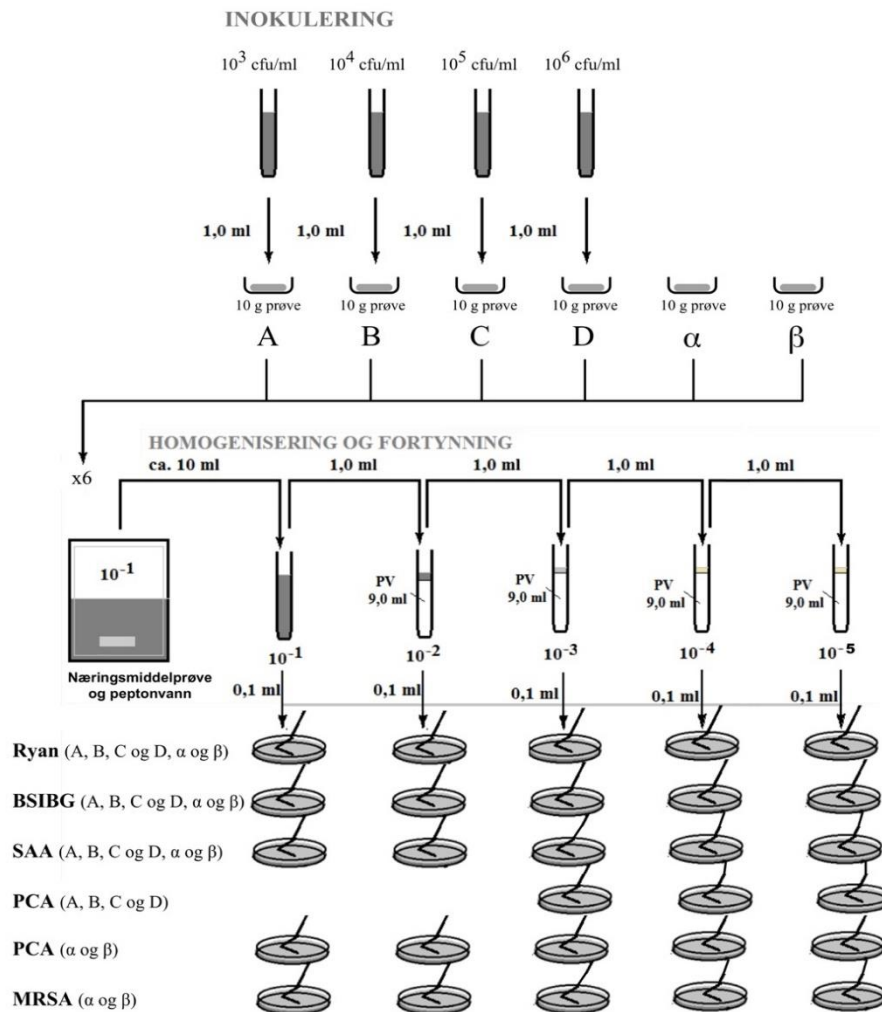 INOKULERING
10³ cfu/ml 10⁴ cfu/ml 10⁵ cfu/ml 10⁶ cfu/ml
1,0 ml 1,0 ml 1,0 ml 1,0 ml
10 g prøve 10 g prøve 10 g prøve 10 g prøve 10 g prøve 10 g prøve
A B C D α β
HOMOGENISERING OG FORTYNNING
x6 ca. 10 ml 1,0 ml 1,0 ml 1,0 ml 1,0 ml
10⁻¹
PV PV PV PV
9,0 ml 9,0 ml 9,0 ml 9,0 ml
10⁻¹ 10⁻² 10⁻³ 10⁻⁴ 10⁻⁵
Næringsmiddelprøve
og peptonvann
0,1 ml 0,1 ml 0,1 ml 0,1 ml 0,1 ml
Ryan (A, B, C og D, α og β)
BSIBG (A, B, C og D, α og β)
SAA (A, B, C og D, α og β)
PCA (A, B, C og D)
PCA (α og β)
MRSA (α og β)